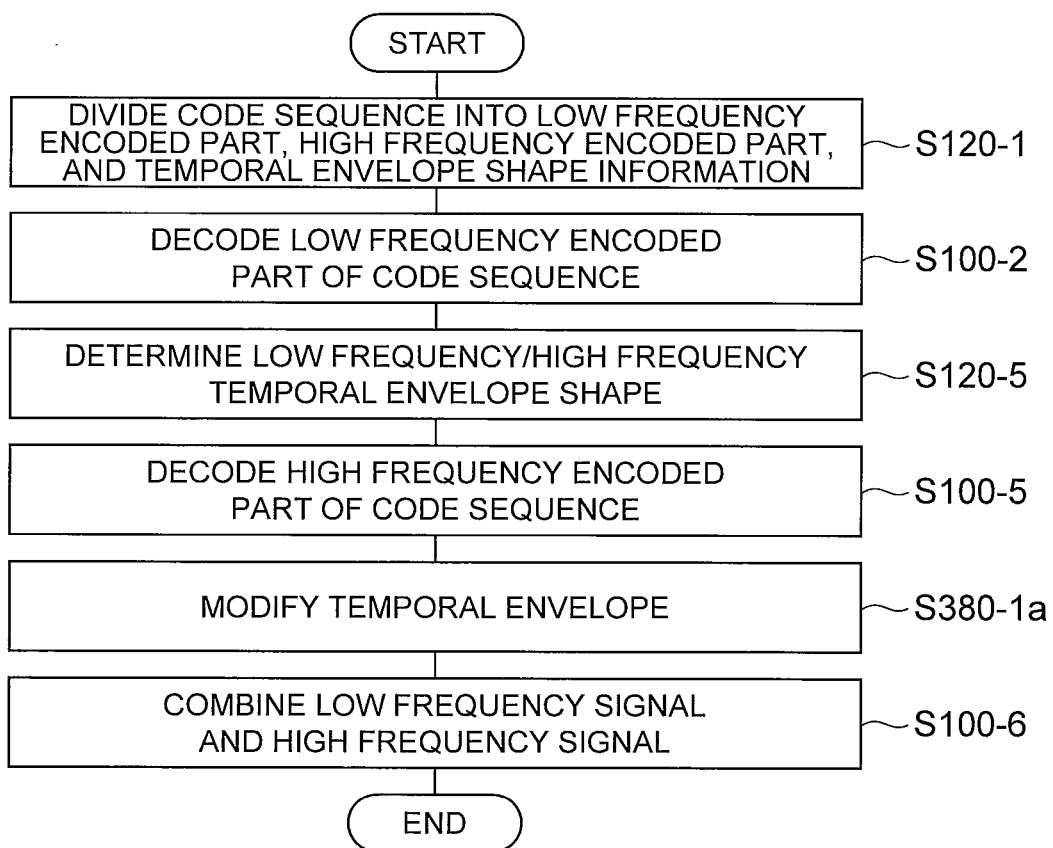 START
DIVIDE CODE SEQUENCE INTO LOW FREQUENCY
ENCODED PART, HIGH FREQUENCY ENCODED PART,
AND TEMPORAL ENVELOPE SHAPE INFORMATION
S120-1
DECODE LOW FREQUENCY ENCODED
PART OF CODE SEQUENCE
S100-2
DETERMINE LOW FREQUENCY/HIGH FREQUENCY
TEMPORAL ENVELOPE SHAPE
S120-5
DECODE HIGH FREQUENCY ENCODED
PART OF CODE SEQUENCE
S100-5
MODIFY TEMPORAL ENVELOPE
S380-1a
COMBINE LOW FREQUENCY SIGNAL
AND HIGH FREQUENCY SIGNAL
S100-6
END